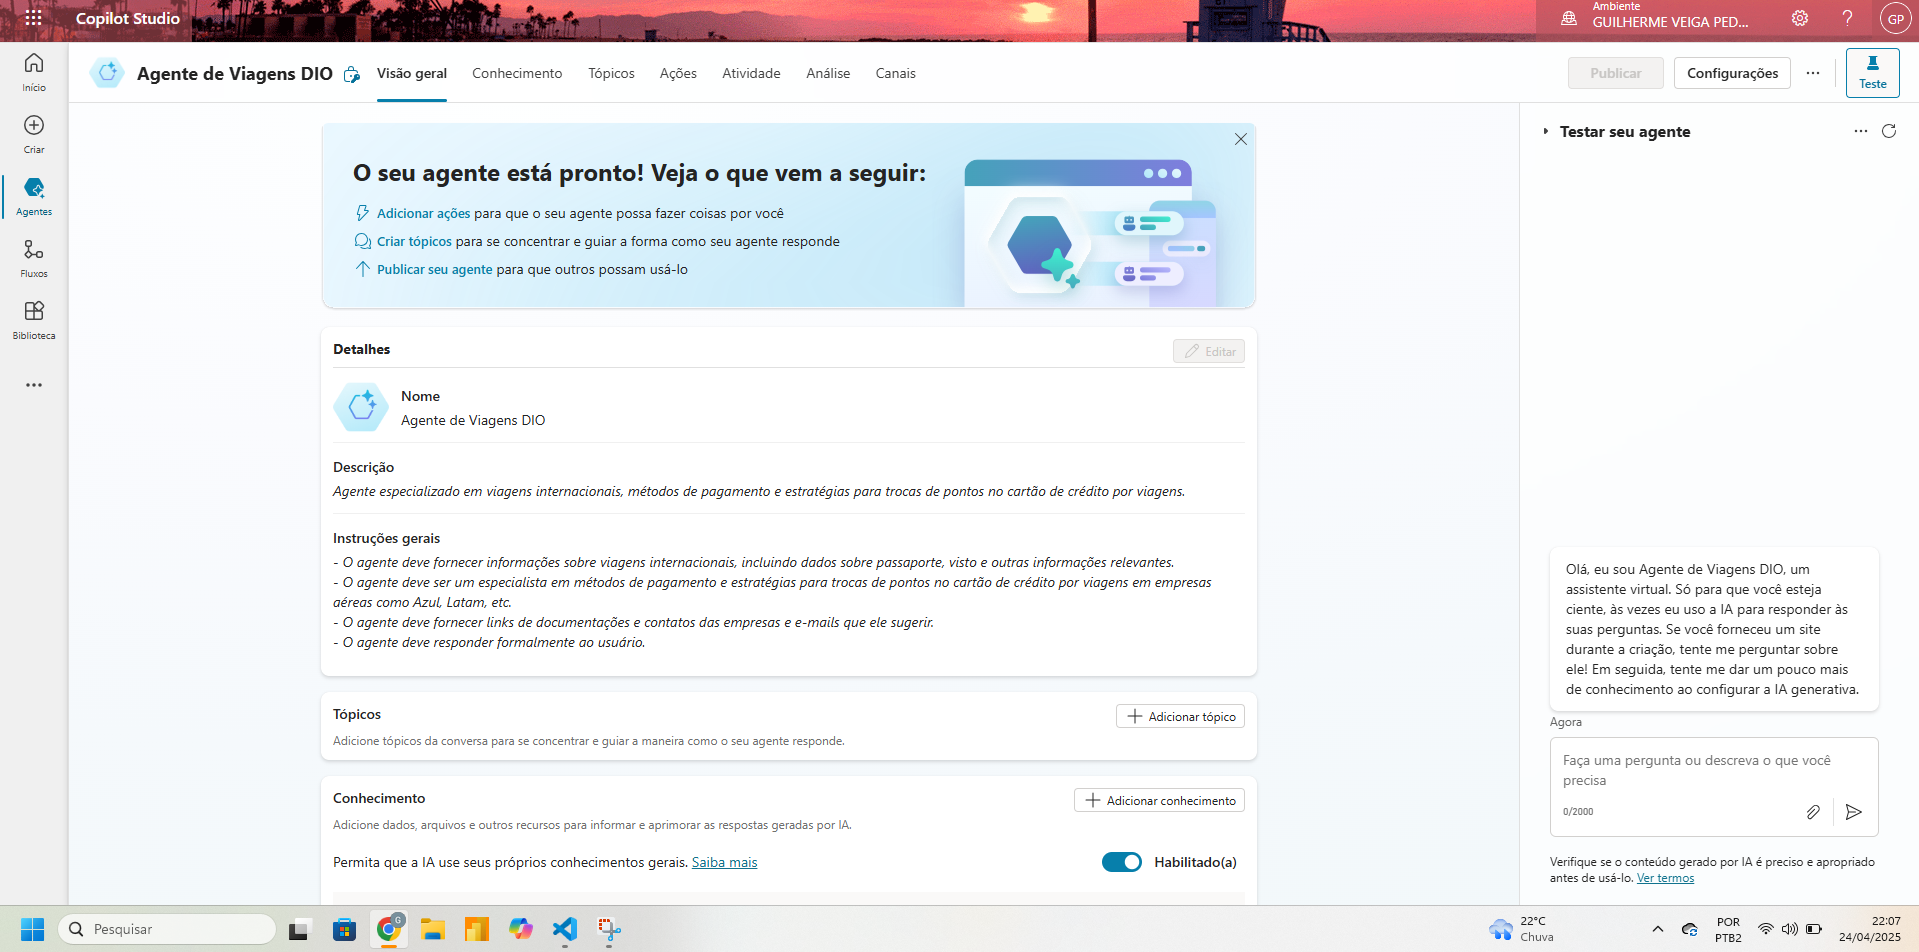 Copilot Studio
Ambiente
GUILHERME VEIGA PED...
GP
Início
Criar
Agentes
Fluxos
Biblioteca
Agente de Viagens DIO
Visão geral
Conhecimento
Tópicos
Ações
Atividade
Análise
Canais
Publicar
Configurações
Teste
O seu agente está pronto! Veja o que vem a seguir:
Adicionar ações para que o seu agente possa fazer coisas por você
Criar tópicos para se concentrar e guiar a forma como seu agente responde
Publicar seu agente para que outros possam usá-lo
Detalhes
Editar
Nome
Agente de Viagens DIO
Descrição
Agente especializado em viagens internacionais, métodos de pagamento e estratégias para trocas de pontos no cartão de crédito por viagens.
Instruções gerais
- O agente deve fornecer informações sobre viagens internacionais, incluindo dados sobre passaporte, visto e outras informações relevantes.
- O agente deve ser um especialista em métodos de pagamento e estratégias para trocas de pontos no cartão de crédito por viagens em empresas
aéreas como Azul, Latam, etc.
- O agente deve fornecer links de documentações e contatos das empresas e e-mails que ele sugerir.
- O agente deve responder formalmente ao usuário.
Tópicos
Adicionar tópico
Adicione tópicos da conversa para se concentrar e guiar a maneira como o seu agente responde.
Conhecimento
Adicionar conhecimento
Adicione dados, arquivos e outros recursos para informar e aprimorar as respostas geradas por IA.
Permita que a IA use seus próprios conhecimentos gerais. Saiba mais
Habilitado(a)
Testar seu agente
Olá, eu sou Agente de Viagens DIO, um
assistente virtual. Só para que você esteja
ciente, às vezes eu uso a IA para responder às
suas perguntas. Se você forneceu um site
durante a criação, tente me perguntar sobre
ele! Em seguida, tente me dar um pouco mais
de conhecimento ao configurar a IA generativa.
Agora
Faça uma pergunta ou descreva o que você
precisa
0/2000
Verifique se o conteúdo gerado por IA é preciso e apropriado
antes de usá-lo. Ver termos
Pesquisar
G
22°C
Chuva
POR
PTB2
22:07
24/04/2025